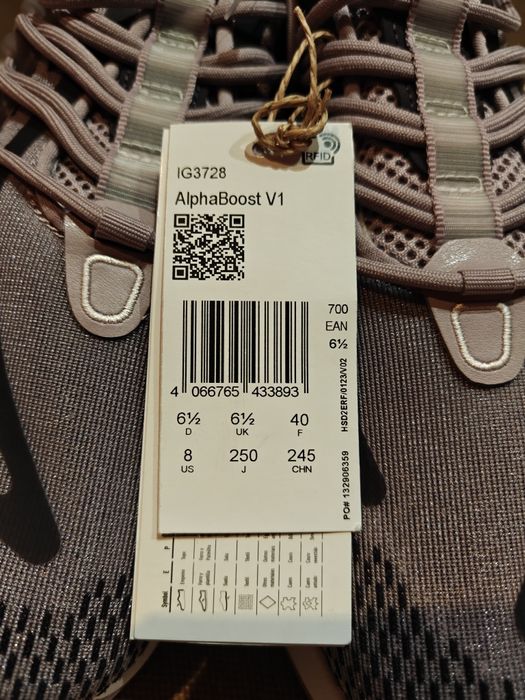 RFID
IG3728
AlphaBoost V1
700
EAN
6½
4 066765 433893
6½ 6½ 40
D UK F
8 250 245
US J CHN
HSD2ERF/0123/V02
PO# 132906359
Symbol E P